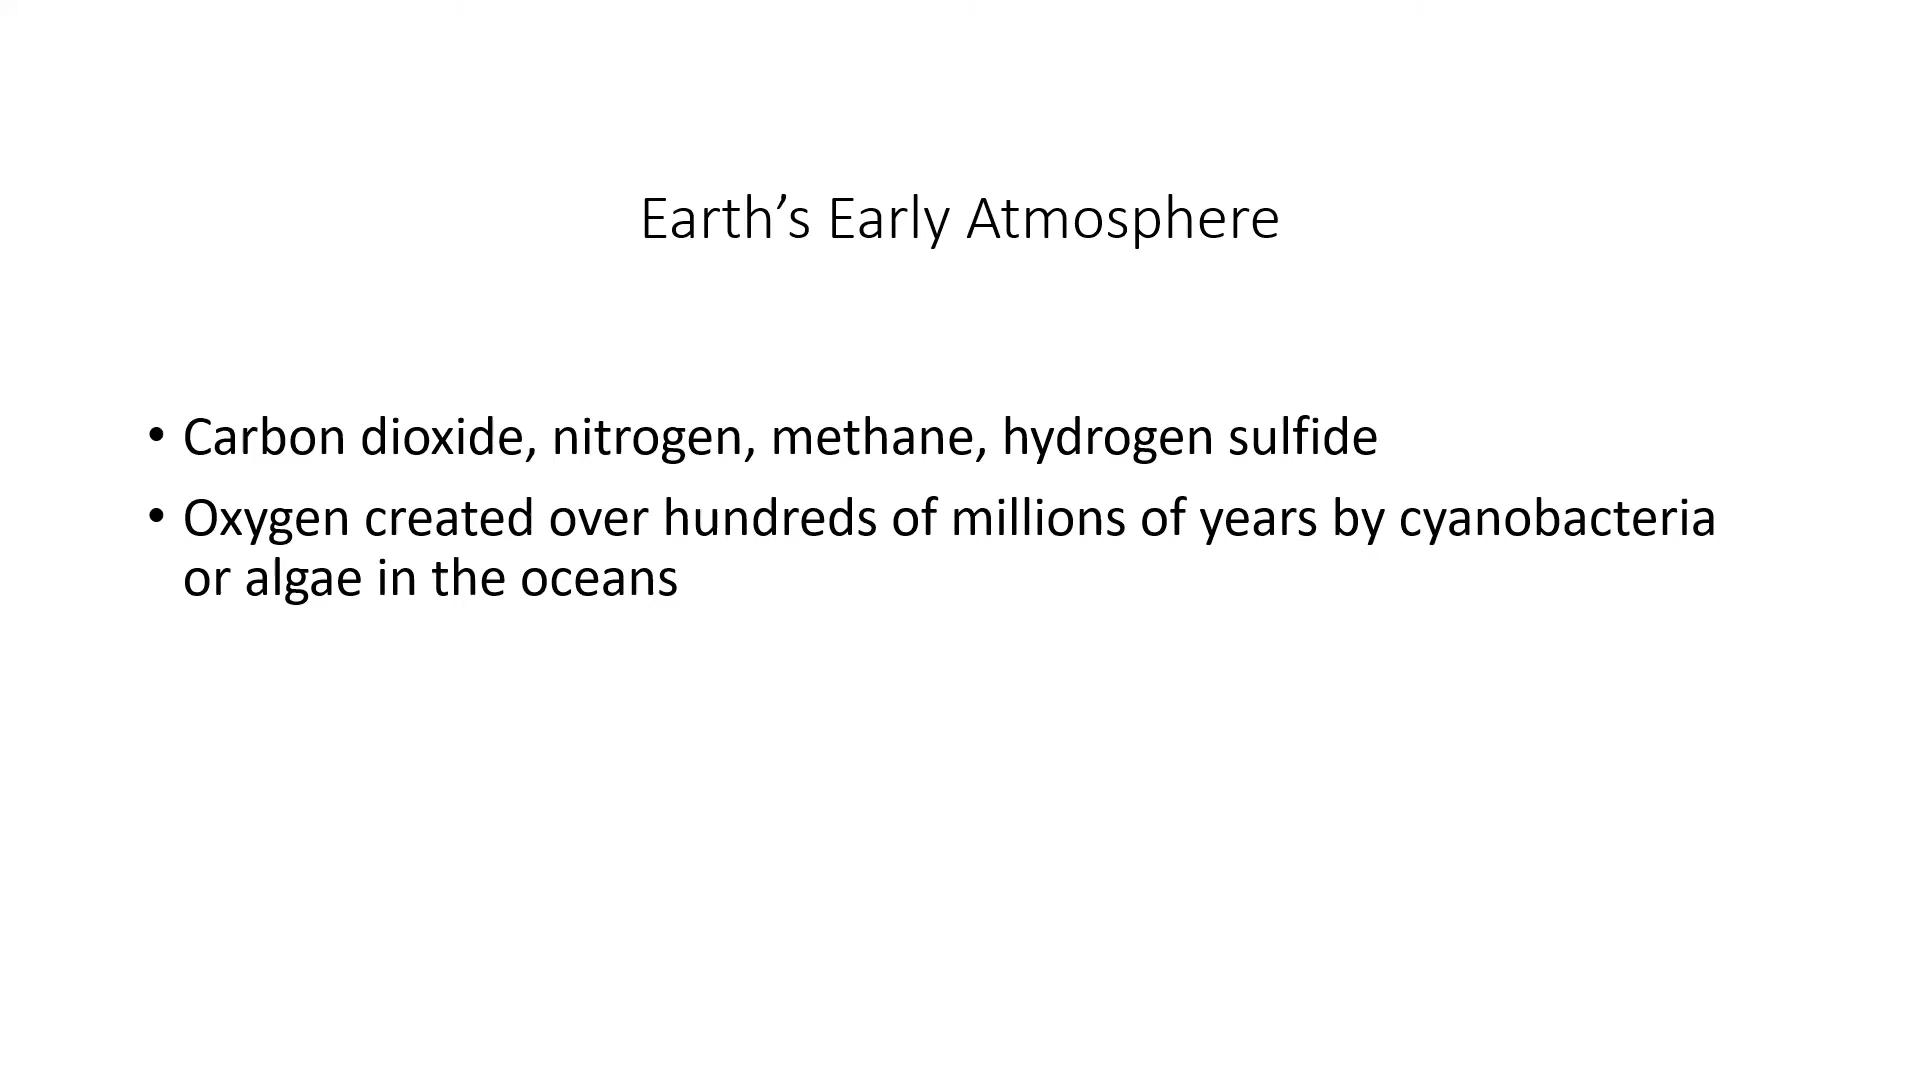 Earth’s Early Atmosphere
• Carbon dioxide, nitrogen, methane, hydrogen sulfide
• Oxygen created over hundreds of millions of years by cyanobacteria
or algae in the oceans